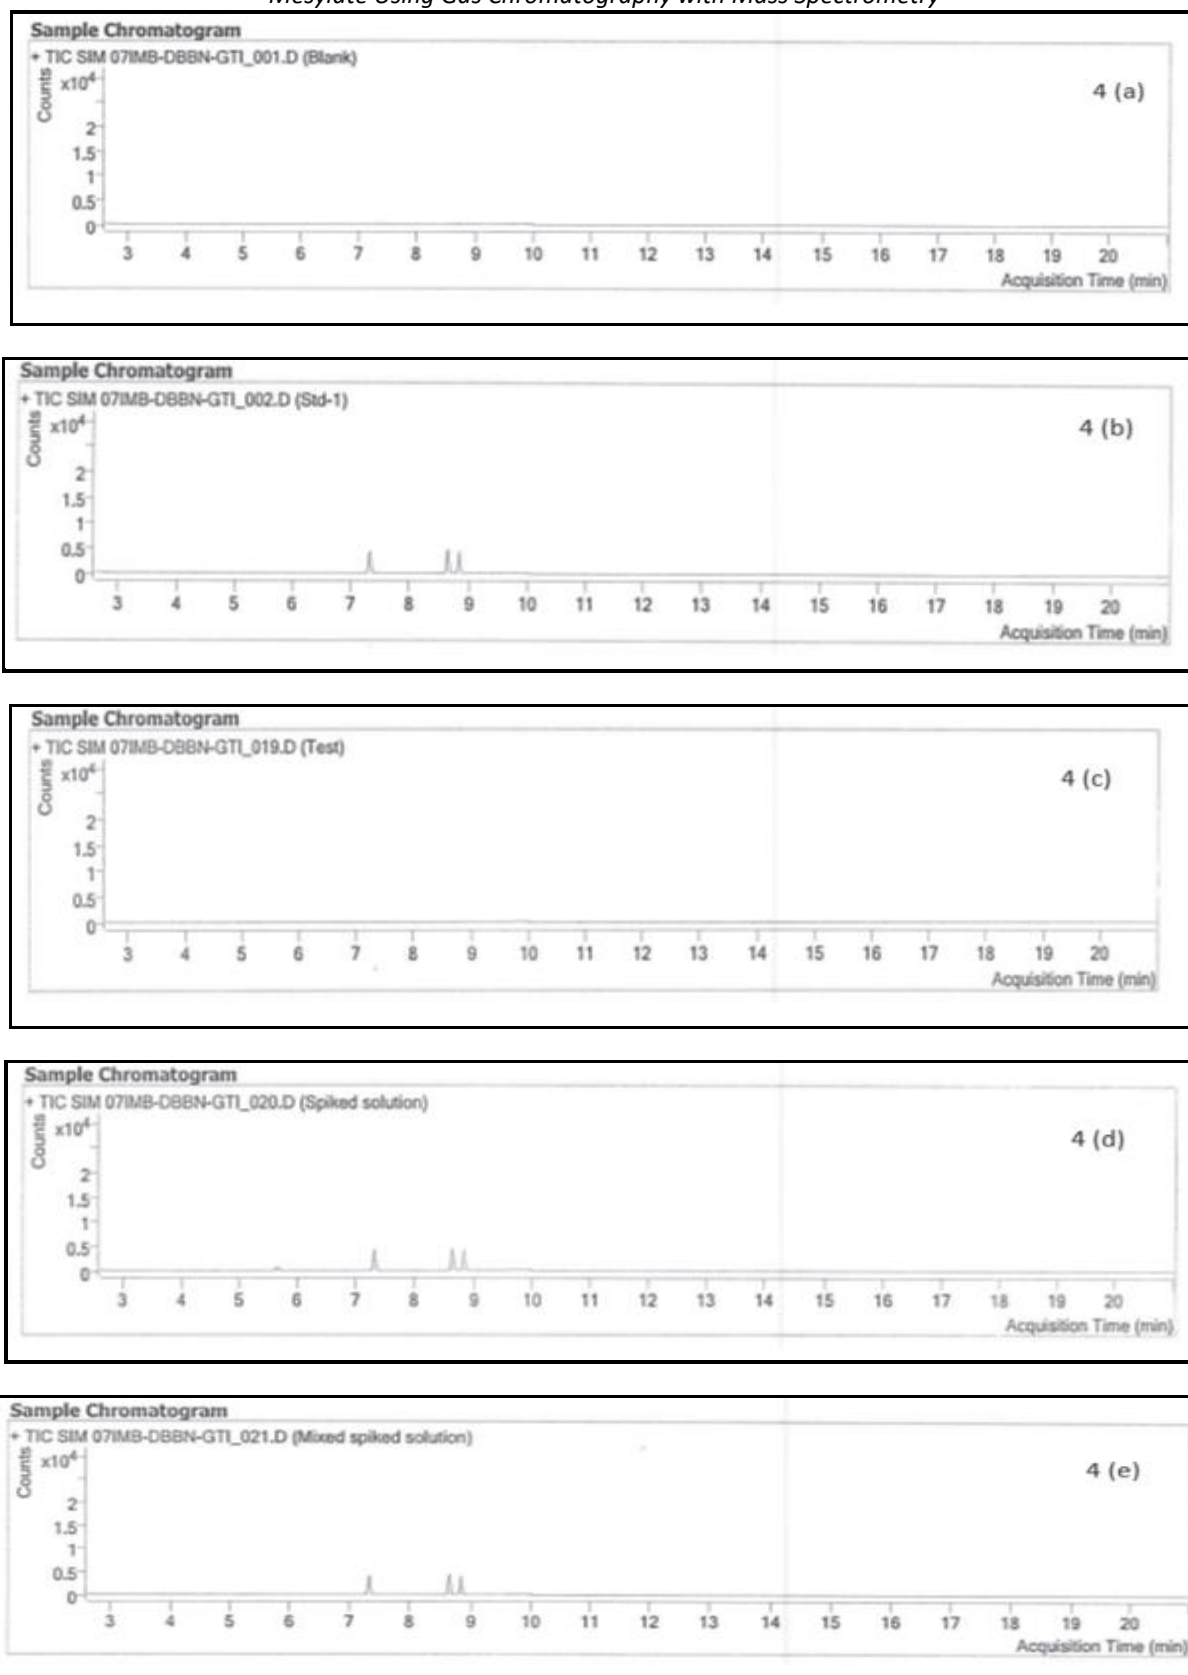 Mesylate Using Gas Chromatography with Mass Spectrometry
Sample Chromatogram
+ TIC SIM 07IMB-DBBN-GTI_001.D (Blank)
Counts
x10⁴
4 (a)
2
1.5
1
0.5
0
3 4 5 6 7 8 9 10 11 12 13 14 15 16 17 18 19 20
Acquisition Time (min)
Sample Chromatogram
+ TIC SIM 07IMB-DBBN-GTI_002.D (Std-1)
Counts
x10⁴
4 (b)
2
1.5
1
0.5
0
3 4 5 6 7 8 9 10 11 12 13 14 15 16 17 18 19 20
Acquisition Time (min)
Sample Chromatogram
+ TIC SIM 07IMB-DBBN-GTI_019.D (Test)
Counts
x10⁴
4 (c)
2
1.5
1
0.5
0
3 4 5 6 7 8 9 10 11 12 13 14 15 16 17 18 19 20
Acquisition Time (min)
Sample Chromatogram
+ TIC SIM 07IMB-DBBN-GTI_020.D (Spiked solution)
Counts
x10⁴
4 (d)
2
1.5
1
0.5
0
3 4 5 6 7 8 9 10 11 12 13 14 15 16 17 18 19 20
Acquisition Time (min)
Sample Chromatogram
+ TIC SIM 07IMB-DBBN-GTI_021.D (Mixed spiked solution)
Counts
x10⁴
4 (e)
2
1.5
1
0.5
0
3 4 5 6 7 8 9 10 11 12 13 14 15 16 17 18 19 20
Acquisition Time (min)